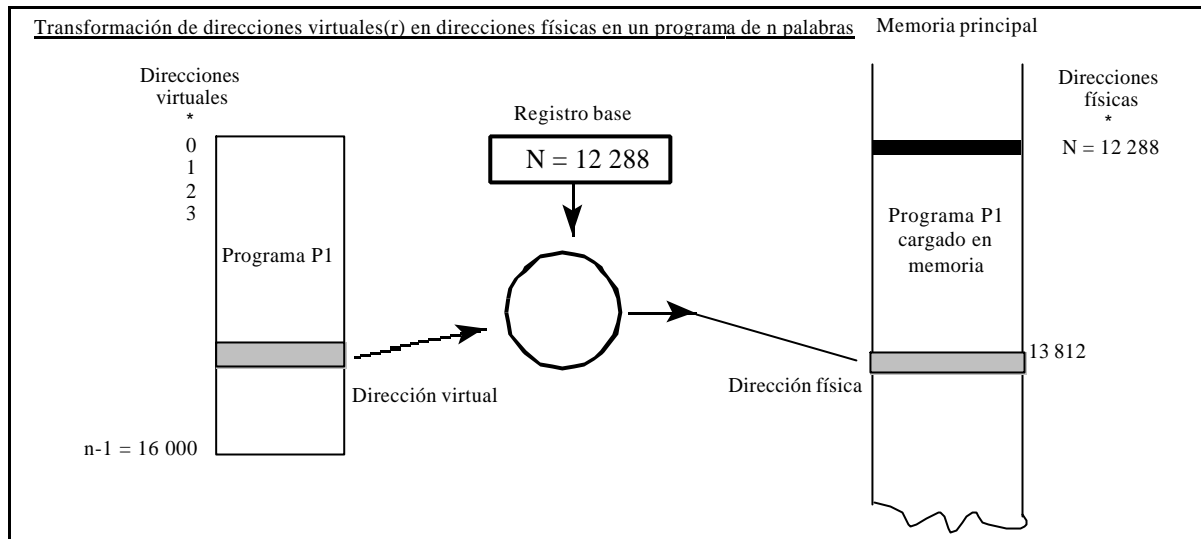 Transformación de direcciones virtuales(r) en direcciones físicas en un programa de n palabras
Memoria principal
Direcciones
virtuales
*
0
1
2
3
Programa P1
n-1 = 16 000
Dirección virtual
Registro base
N = 12 288
Dirección física
Direcciones
físicas
*
N = 12 288
Programa P1
cargado en
memoria
13 812